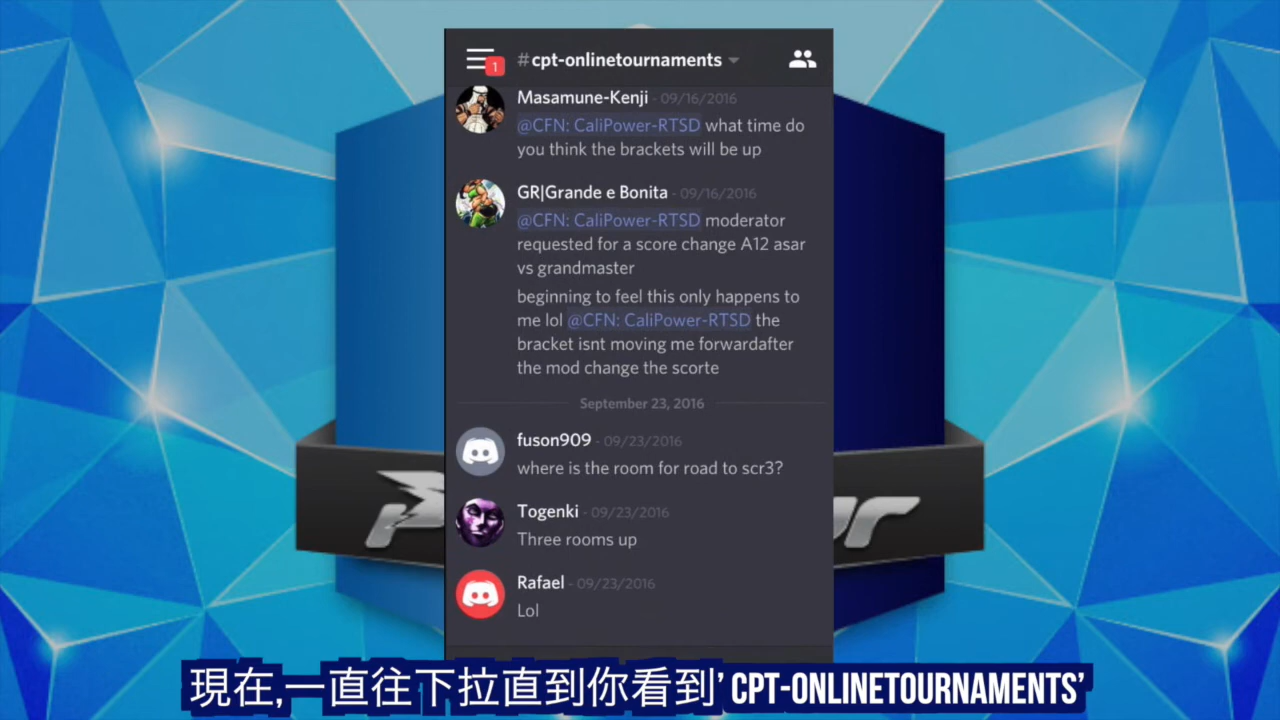 1
#cpt-onlinetournaments
Masamune-Kenji - 09/16/2016
@CFN: CaliPower-RTSD what time do
you think the brackets will be up
GR|Grande e Bonita - 09/16/2016
@CFN: CaliPower-RTSD moderator
requested for a score change A12 asar
vs grandmaster
beginning to feel this only happens to
me lol @CFN: CaliPower-RTSD the
bracket isnt moving me forwardafter
the mod change the scorte
September 23, 2016
fuson909 - 09/23/2016
where is the room for road to scr3?
Togenki - 09/23/2016
Three rooms up
Rafael - 09/23/2016
Lol
現在,一直往下拉直到你看到' CPT-ONLINETOURNAMENTS'